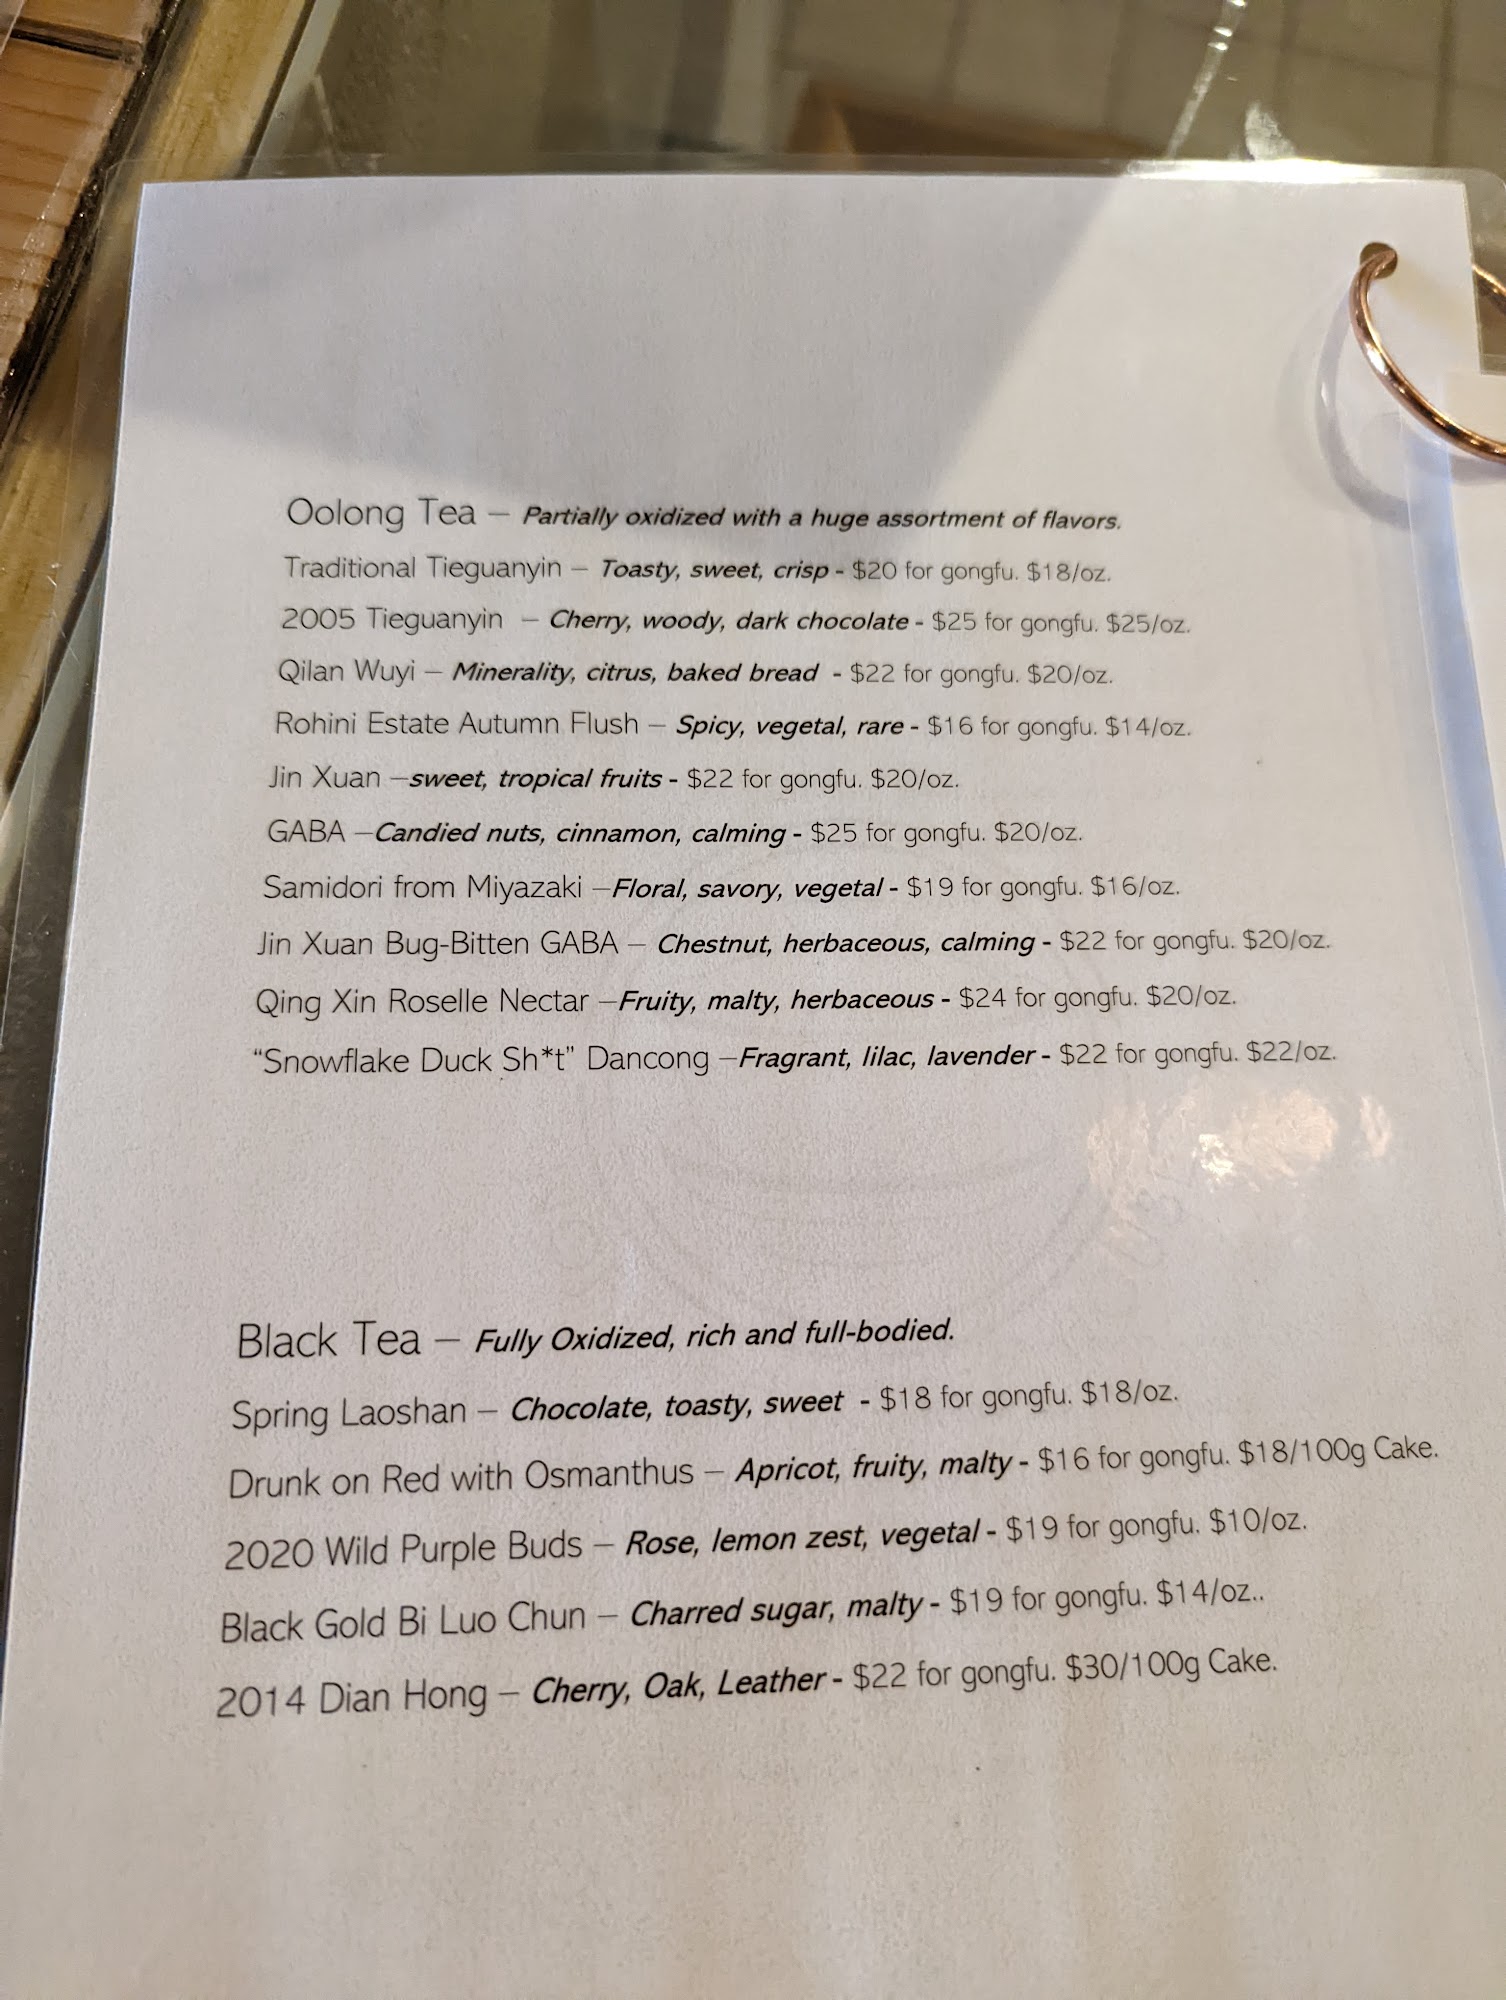 Oolong Tea — Partially oxidized with a huge assortment of flavors.
Traditional Tieguanyin — Toasty, sweet, crisp - $20 for gongfu. $18/oz.
2005 Tieguanyin — Cherry, woody, dark chocolate - $25 for gongfu. $25/oz.
Qilan Wuyi — Minerality, citrus, baked bread - $22 for gongfu. $20/oz.
Rohini Estate Autumn Flush — Spicy, vegetal, rare - $16 for gongfu. $14/oz.
Jin Xuan —sweet, tropical fruits - $22 for gongfu. $20/oz.
GABA —Candied nuts, cinnamon, calming - $25 for gongfu. $20/oz.
Samidori from Miyazaki —Floral, savory, vegetal - $19 for gongfu. $16/oz.
Jin Xuan Bug-Bitten GABA — Chestnut, herbaceous, calming - $22 for gongfu. $20/oz.
Qing Xin Roselle Nectar —Fruity, malty, herbaceous - $24 for gongfu. $20/oz.
“Snowflake Duck Sh*t” Dancong —Fragrant, lilac, lavender - $22 for gongfu. $22/oz.
Black Tea — Fully Oxidized, rich and full-bodied.
Spring Laoshan — Chocolate, toasty, sweet - $18 for gongfu. $18/oz.
Drunk on Red with Osmanthus — Apricot, fruity, malty - $16 for gongfu. $18/100g Cake.
2020 Wild Purple Buds — Rose, lemon zest, vegetal - $19 for gongfu. $10/oz.
Black Gold Bi Luo Chun — Charred sugar, malty - $19 for gongfu. $14/oz..
2014 Dian Hong — Cherry, Oak, Leather - $22 for gongfu. $30/100g Cake.